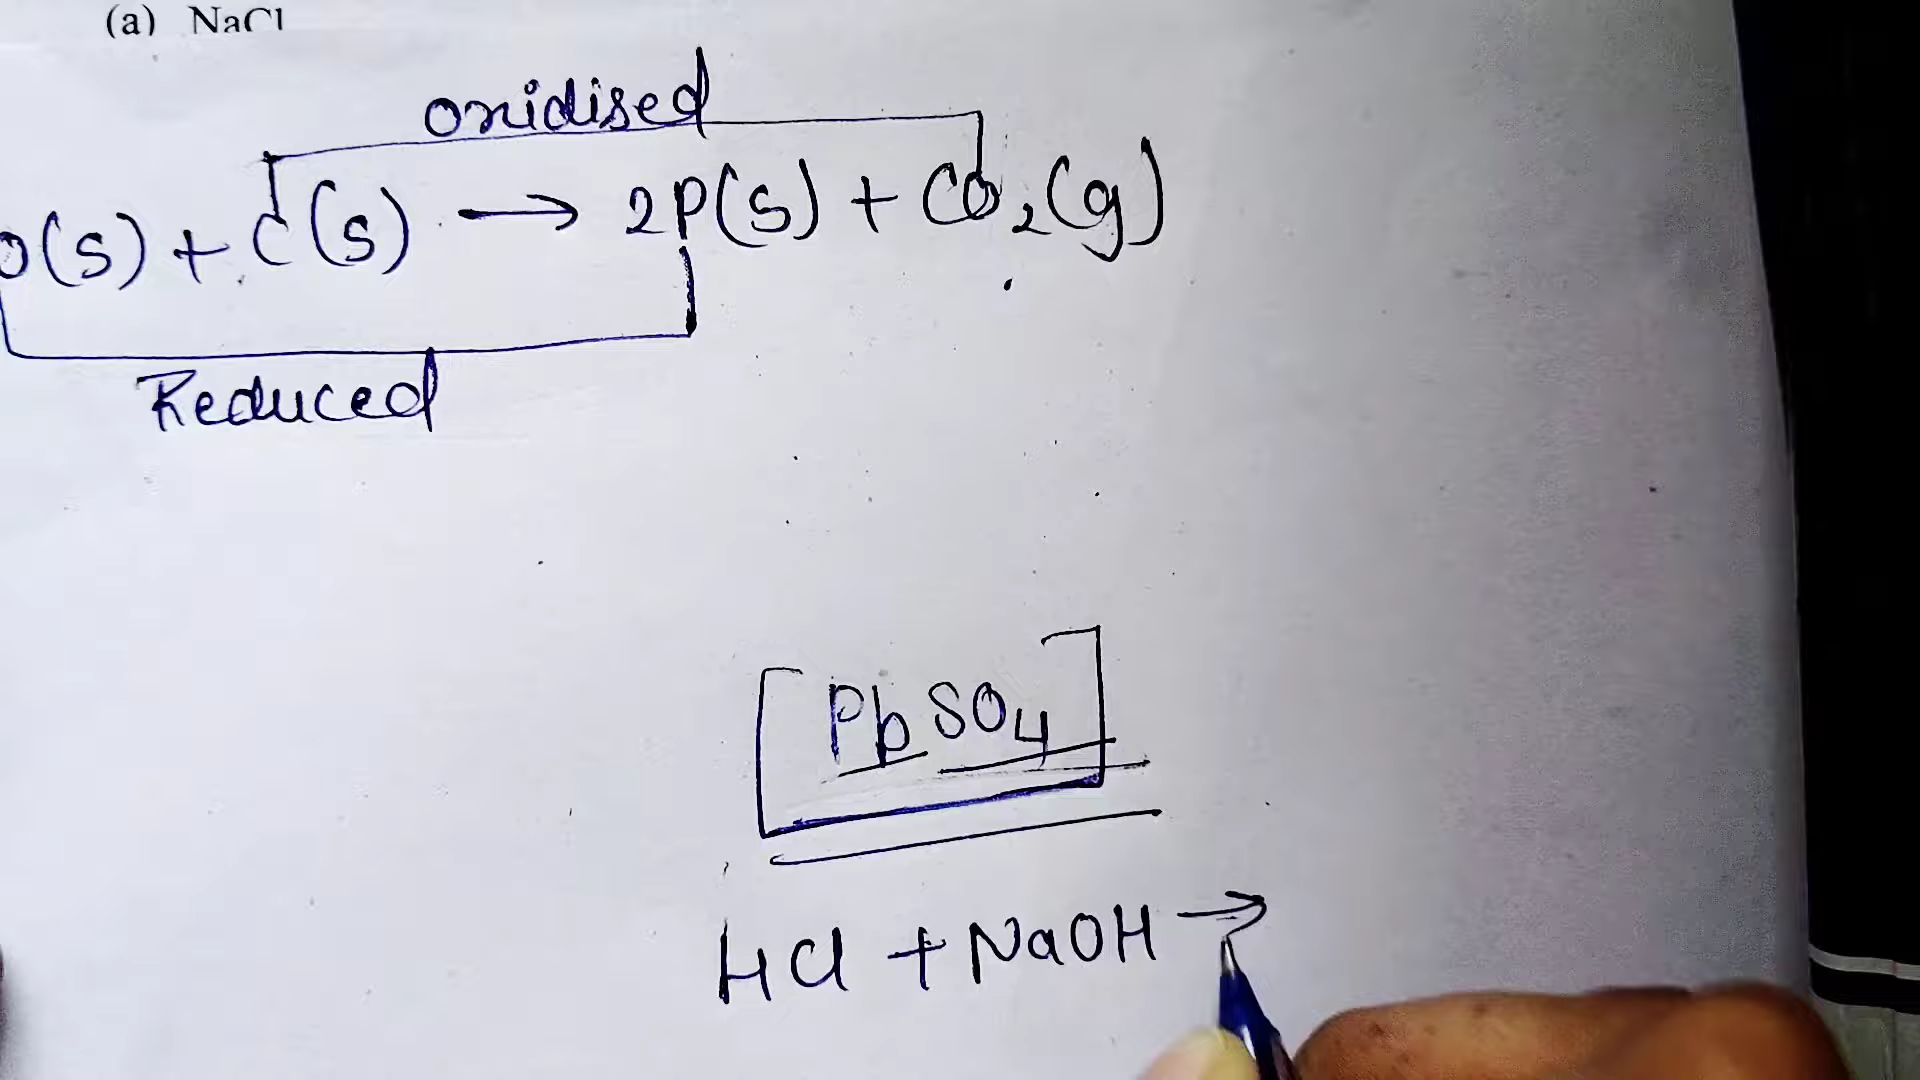 (a) NaCl
oxidised
O(s) + C(s) → 2P(s) + CO₂(g)
Reduced
[PbSO₄]
HCl + NaOH →